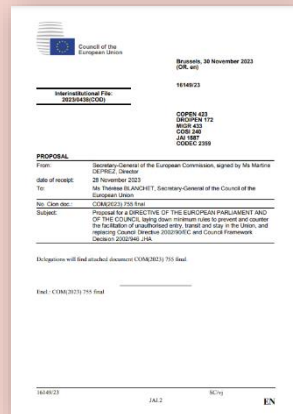 Council of the
European Union
Brussels, 30 November 2023
(OR. en)
16149/23
Interinstitutional File:
2023/0439(COD)
COPEN 423
DROIPEN 172
MIGR 433
COSI 240
JAI 1587
CODEC 2359
PROPOSAL
From: Secretary-General of the European Commission, signed by Ms Martine DEPREZ, Director
date of receipt: 28 November 2023
To: Ms Thérèse BLANCHET, Secretary-General of the Council of the European Union
No. Cion doc.: COM(2023) 755 final
Subject: Proposal for a DIRECTIVE OF THE EUROPEAN PARLIAMENT AND
OF THE COUNCIL laying down minimum rules to prevent and counter
the facilitation of unauthorised entry, transit and stay in the Union, and
replacing Council Directive 2002/90/EC and Council Framework
Decision 2002/946 JHA
Delegations will find attached document COM(2023) 755 final.
Encl.: COM(2023) 755 final
16149/23
JAI.2
EN